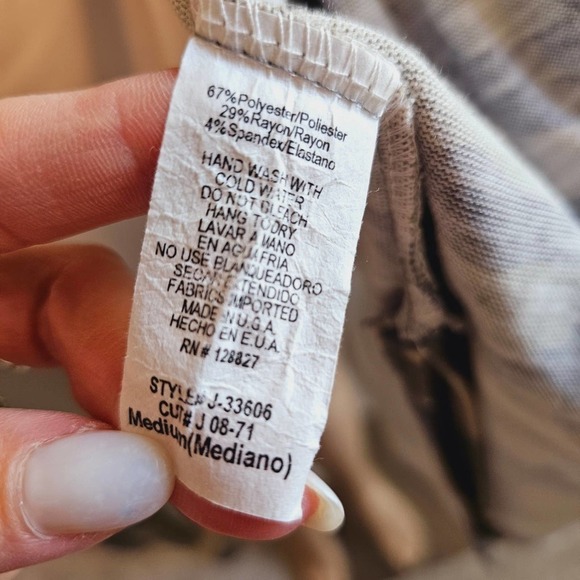 67%Polyester/Poliester
29%Rayon/Rayon
4%Spandex/Elastano
HAND WASH WITH
COLD WATER
DO NOT BLEACH
HANG TO DRY
LAVAR A MANO
EN AGUA FRIA
NO USE BLANQUEADORO
SECAR TENDIDO
FABRIC IMPORTED
MADE IN U.S.A.
HECHO EN E.U.A.
RN# 128827
STYLE# J-33606
CUT# J 08-71
Medium(Mediano)